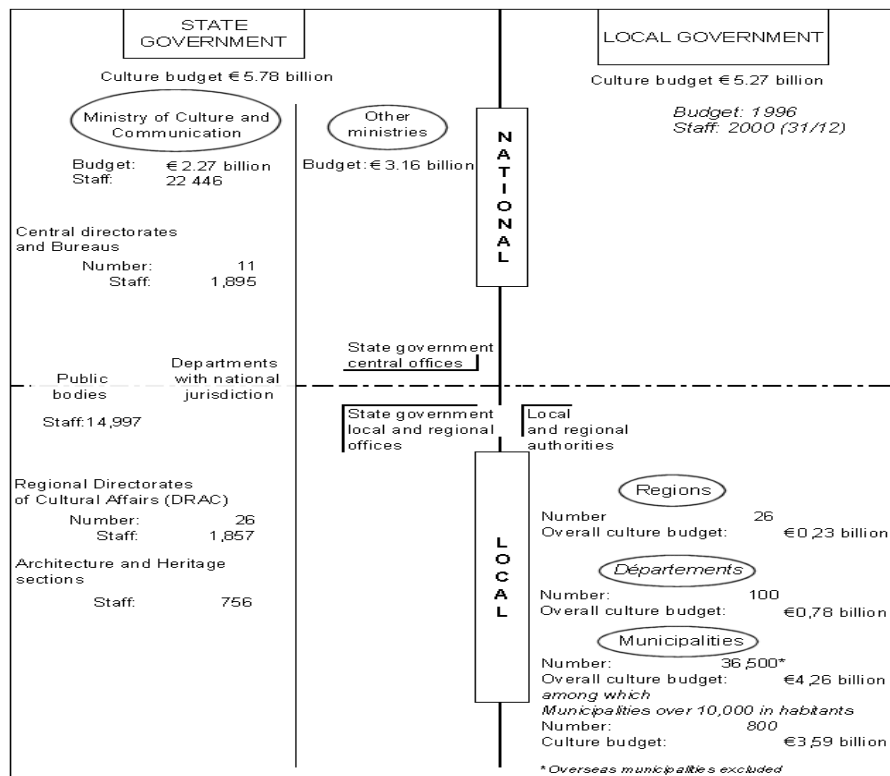 STATE
GOVERNMENT
Culture budget € 5.78 billion
Ministry of Culture and
Communication
Budget: € 2.27 billion
Staff: 22 446
Other
ministries
Budget: € 3.16 billion
Central directorates
and Bureaus
Number: 11
Staff: 1,895
Public
bodies
Departments
with national
jurisdiction
Staff:14,997
State government
central offices
State government
local and regional
offices
Regional Directorates
of Cultural Affairs (DRAC)
Number: 26
Staff: 1,857
Architecture and Heritage
sections
Staff: 756
NATIONAL
LOCAL
LOCAL GOVERNMENT
Culture budget € 5.27 billion
Budget: 1996
Staff: 2000 (31/12)
Local
and regional
authorities
Regions
Number 26
Overall culture budget: €0,23 billion
Départements
Number: 100
Overall culture budget: €0,78 billion
Municipalities
Number: 36,500*
Overall culture budget: €4,26 billion
among which
Municipalities over 10,000 in habitants
Number: 800
Culture budget: €3,59 billion
* Overseas municipalities excluded